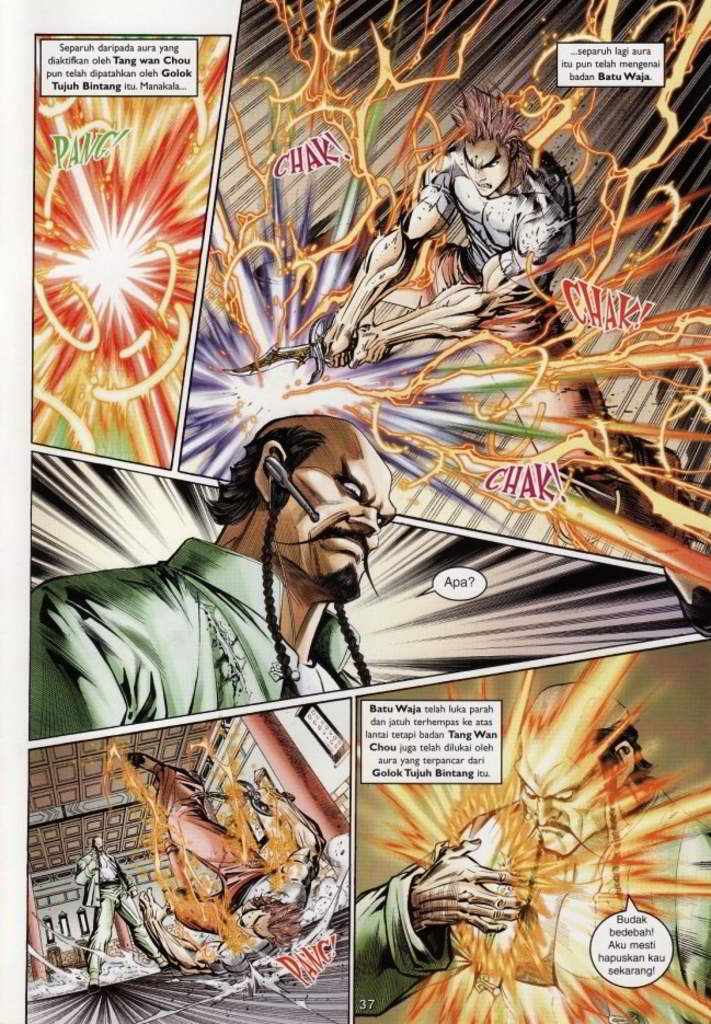 Separuh daripada aura yang
diaktifkan oleh Tang wan Chou
pun telah dipatahkan oleh Golok
Tujuh Bintang itu. Manakala...
PANG!
...separuh lagi aura
itu pun telah mengenai
badan Batu Waja.
CHAK!
CHAK!
CHAK!
Apa?
PANG!
Batu Waja telah luka parah
dan jatuh terhempas ke atas
lantai tetapi badan Tang Wan
Chou juga telah dilukai oleh
aura yang terpancar dari
Golok Tujuh Bintang itu.
Budak
bedebah!
Aku mesti
hapuskan kau
sekarang!
37